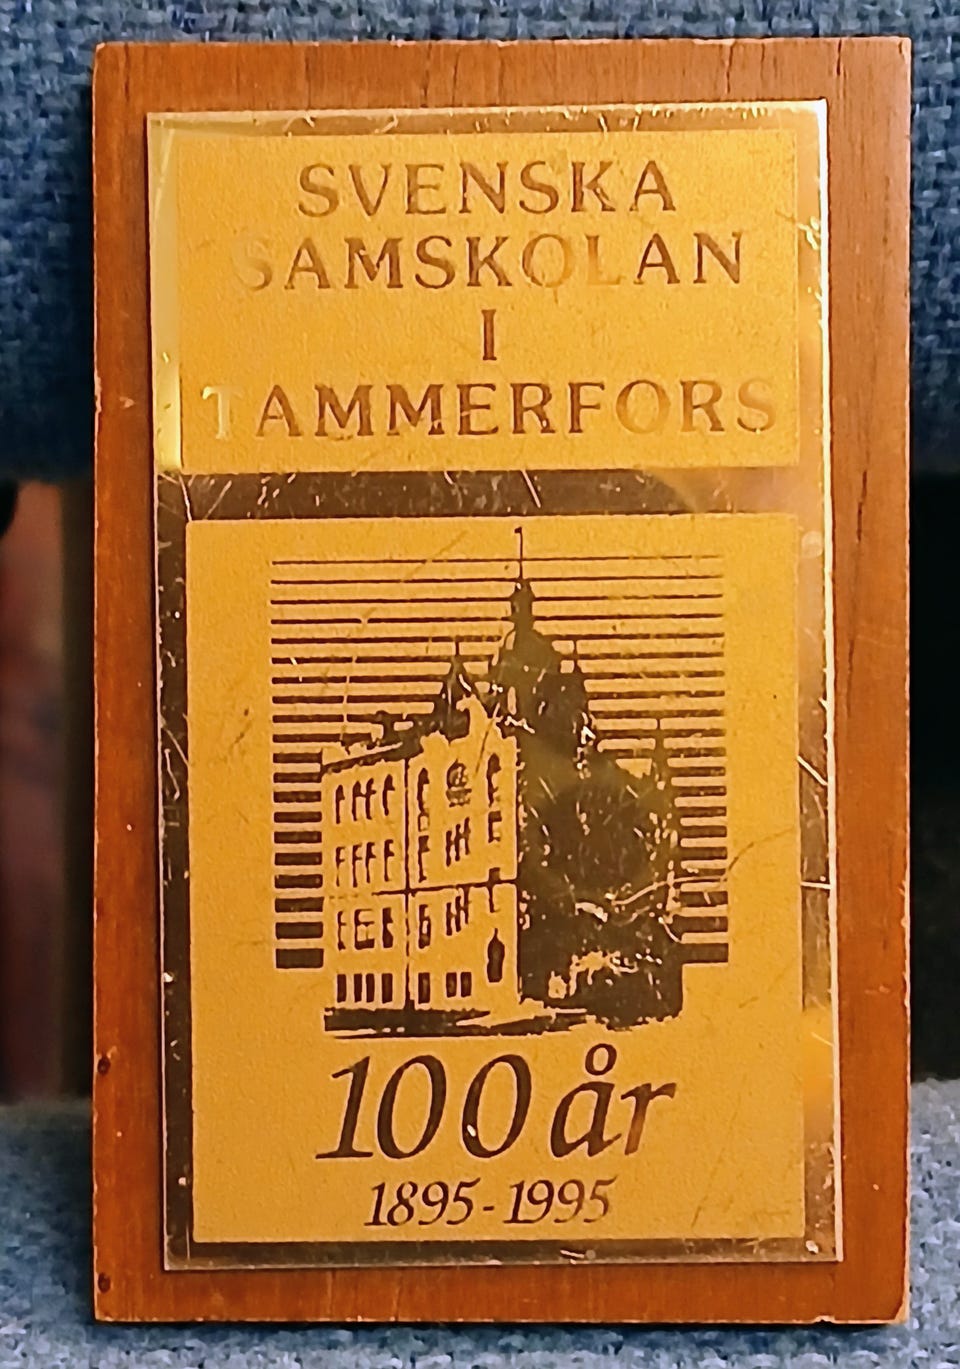 SVENSKA
SAMSKOLAN
I
TAMMERFORS
100 år
1895-1995